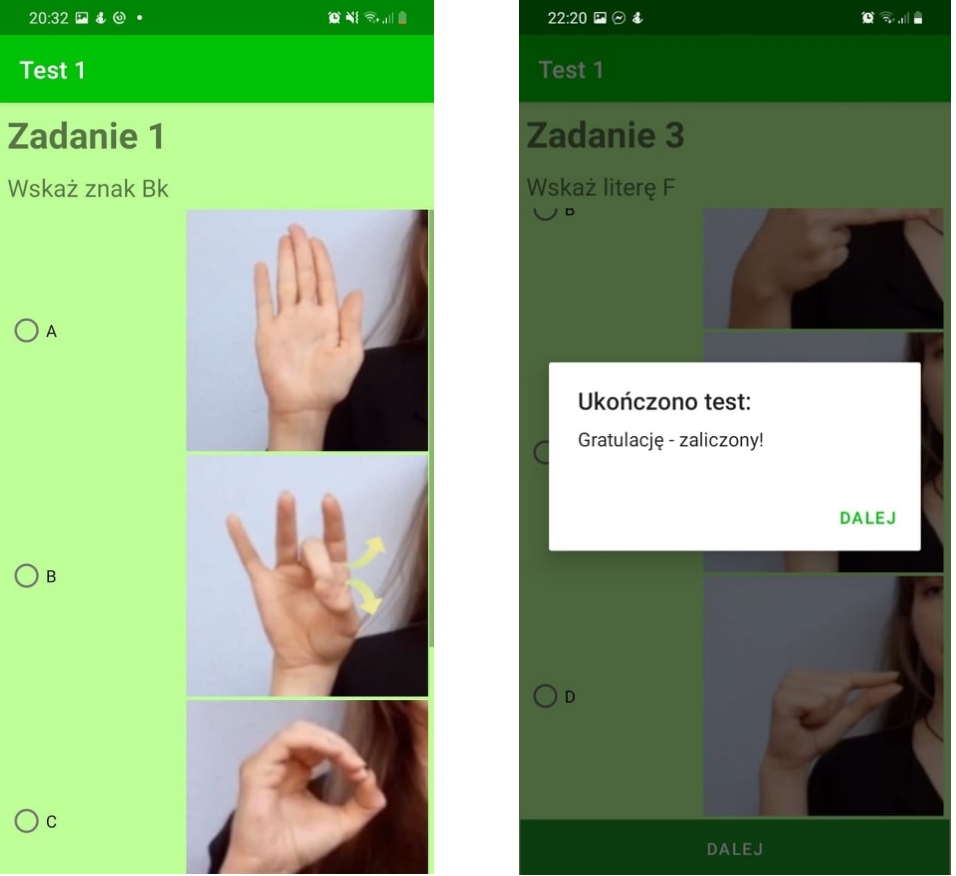 20:32
Test 1
Zadanie 1
Wskaż znak Bk
A
B
C
22:20
Test 1
Zadanie 3
Wskaż literę F
B
Ukończono test:
Gratulację - zaliczony!
DALEJ
D
DALEJ